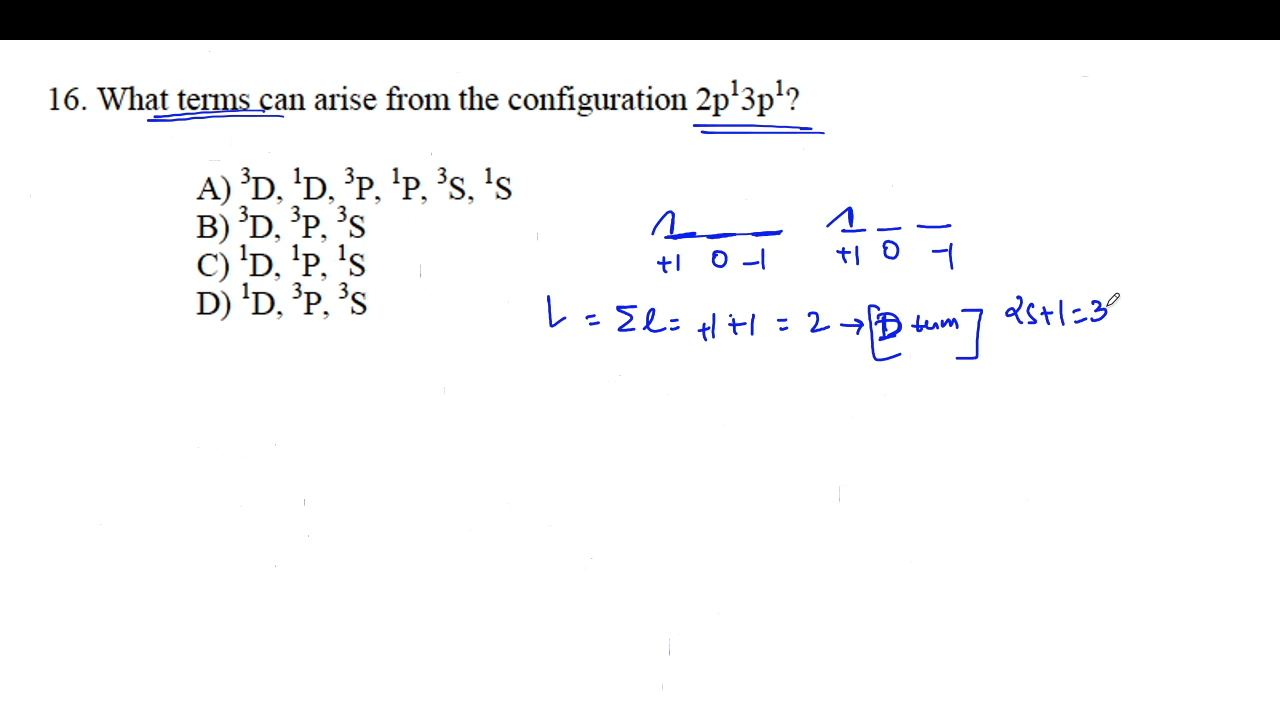 16. What terms can arise from the configuration 2p¹3p¹?
A) ³D, ¹D, ³P, ¹P, ³S, ¹S
B) ³D, ³P, ³S
C) ¹D, ¹P, ¹S
D) ¹D, ³P, ³S
1 1
+1 0 -1 +1 0 -1
L = Σl = +1 +1 = 2 → [D term] 2S+1=3